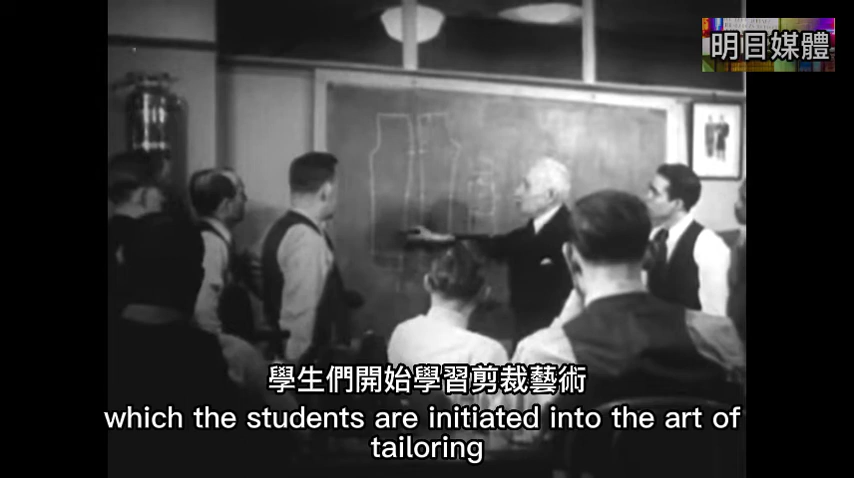 明日媒體
學生們開始學習剪裁藝術
which the students are initiated into the art of
tailoring